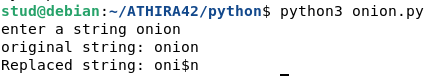 stud@debian:~/ATHIRA42/python$ python3 onion.py
enter a string onion
original string: onion
Replaced string: oni$n